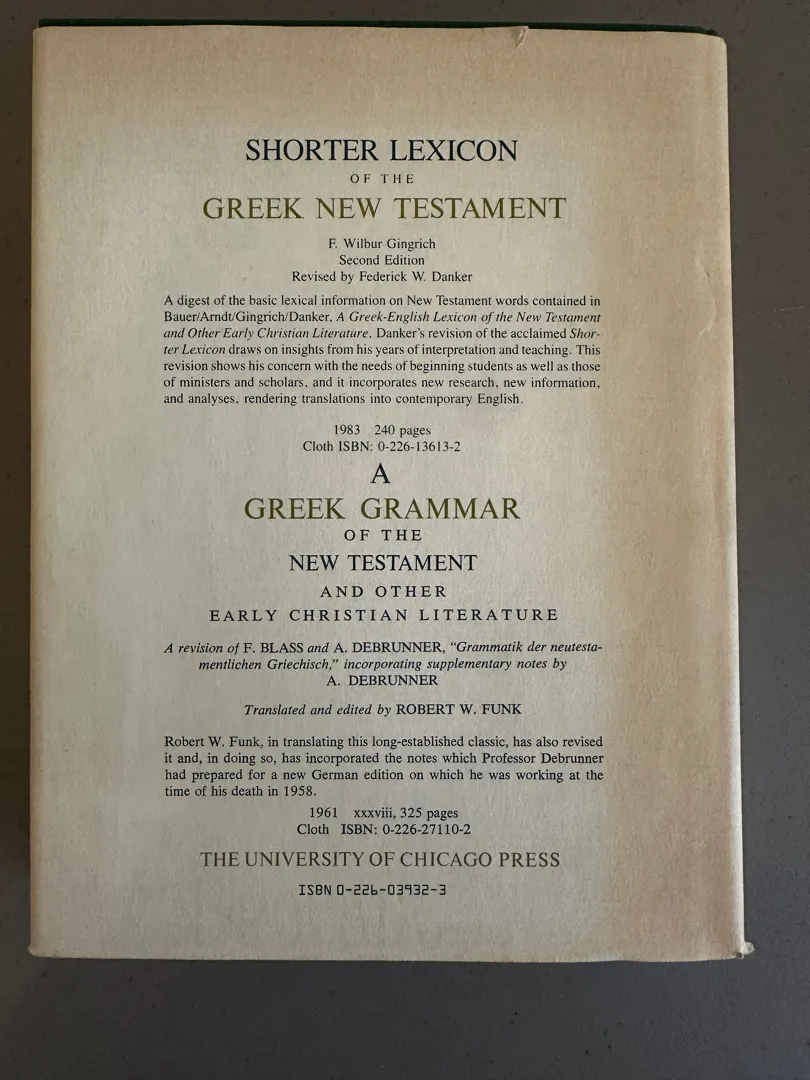 SHORTER LEXICON
OF THE
GREEK NEW TESTAMENT
F. Wilbur Gingrich
Second Edition
Revised by Federick W. Danker
A digest of the basic lexical information on New Testament words contained in
Bauer/Arndt/Gingrich/Danker, A Greek-English Lexicon of the New Testament
and Other Early Christian Literature. Danker's revision of the acclaimed Shor-
ter Lexicon draws on insights from his years of interpretation and teaching. This
revision shows his concern with the needs of beginning students as well as those
of ministers and scholars, and it incorporates new research, new information,
and analyses, rendering translations into contemporary English.
1983 240 pages
Cloth ISBN: 0-226-13613-2
A
GREEK GRAMMAR
OF THE
NEW TESTAMENT
AND OTHER
EARLY CHRISTIAN LITERATURE
A revision of F. BLASS and A. DEBRUNNER, "Grammatik der neutesta-
mentlichen Griechisch," incorporating supplementary notes by
A. DEBRUNNER
Translated and edited by ROBERT W. FUNK
Robert W. Funk, in translating this long-established classic, has also revised
it and, in doing so, has incorporated the notes which Professor Debrunner
had prepared for a new German edition on which he was working at the
time of his death in 1958.
1961 xxxviii, 325 pages
Cloth ISBN: 0-226-27110-2
THE UNIVERSITY OF CHICAGO PRESS
ISBN 0-226-03932-3